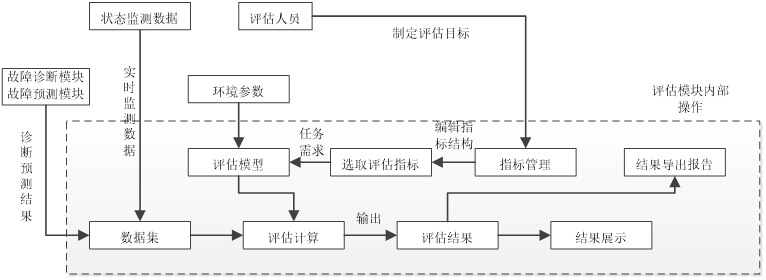 状态监测数据
评估人员
制定评估目标
故障诊断模块
故障预测模块
实时监测数据
环境参数
评估模块内部
操作
诊断预测结果
任务
需求
编辑指
标结构
评估模型
选取评估指标
指标管理
结果导出报告
输出
数据集
评估计算
评估结果
结果展示